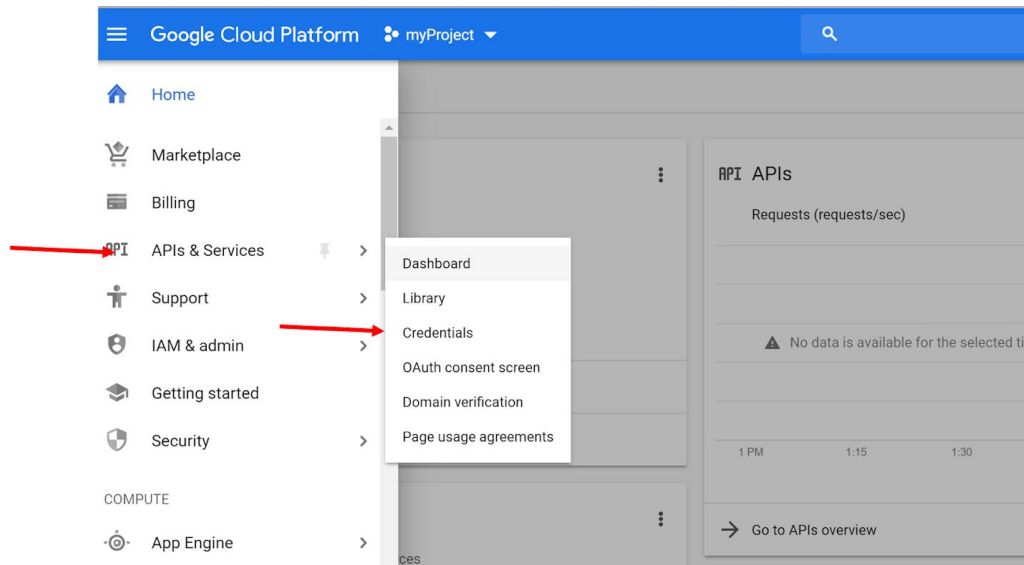 Google Cloud Platform myProject
Home
Marketplace
Billing
API APIs & Services
Support
IAM & admin
Getting started
Security
COMPUTE
App Engine
Dashboard
Library
Credentials
OAuth consent screen
Domain verification
Page usage agreements
API APIs
Requests (requests/sec)
No data is available for the selected ti
1 PM 1:15 1:30
Go to APIs overview
ces